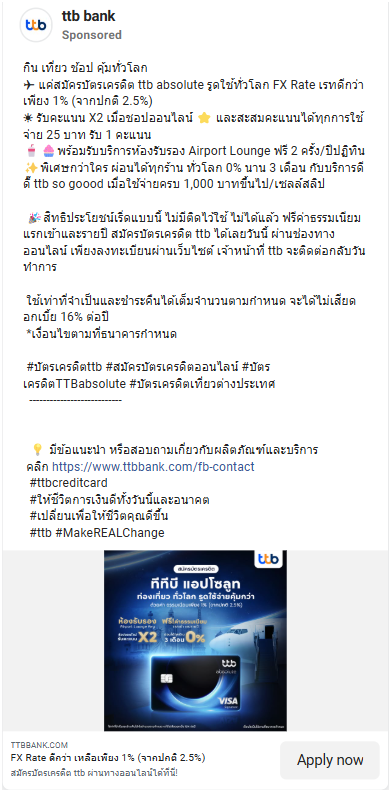 ttb
ttb bank
Sponsored
กิน เที่ยว ช้อป คุ้มทั่วโลก
✈ แค่สมัครบัตรเครดิต ttb absolute รูดใช้ทั่วโลก FX Rate เรทดีกว่า
เพียง 1% (จากปกติ 2.5%)
☀ รับคะแนน X2 เมื่อช้อปออนไลน์ ⭐ และสะสมคะแนนได้ทุกการใช้
จ่าย 25 บาท รับ 1 คะแนน
🥤🧁 พร้อมรับบริการห้องรับรอง Airport Lounge ฟรี 2 ครั้ง/ปีปฏิทิน
✨ พิเศษกว่าใคร ผ่อนได้ทุกร้าน ทั่วโลก 0% นาน 3 เดือน กับบริการดี
ดี๊ ttb so goood เมื่อใช้จ่ายครบ 1,000 บาทขึ้นไป/เซลล์สลิป
🎉 สิทธิประโยชน์เริ่ดแบบนี้ ไม่มีติดไว้ใช้ ไม่ได้แล้ว ฟรีค่าธรรมเนียม
แรกเข้าและรายปี สมัครบัตรเครดิต ttb ได้เลยวันนี้ ผ่านช่องทาง
ออนไลน์ เพียงลงทะเบียนผ่านเว็บไซต์ เจ้าหน้าที่ ttb จะติดต่อกลับวัน
ทำการ
ใช้เท่าที่จำเป็นและชำระคืนได้เต็มจำนวนตามกำหนด จะได้ไม่เสียด
อกเบี้ย 16% ต่อปี
*เงื่อนไขตามที่ธนาคารกำหนด
#บัตรเครดิตttb #สมัครบัตรเครดิตออนไลน์ #บัตร
เครดิตTTBabsolute #บัตรเครดิตเที่ยวต่างประเทศ
---------------------------
💡 มีข้อแนะนำ หรือสอบถามเกี่ยวกับผลิตภัณฑ์และบริการ
คลิก https://www.ttbbank.com/fb-contact
#ttbcreditcard
#ให้ชีวิตการเงินดีทั้งวันนี้และอนาคต
#เปลี่ยนเพื่อให้ชีวิตคุณดีขึ้น
#ttb #MakeREALChange
ttb
สมัครบัตรเครดิต
ทีทีบี แอปโซลูท
ท่องเที่ยว ทั่วโลก รูดใช้จ่ายคุ้มกว่า
ห้องรับรอง
X2
3 เดือน 0%
ttb
absolute
VISA
TTBBANK.COM
FX Rate ดีกว่า เหลือเพียง 1% (จากปกติ 2.5%)
สมัครบัตรเครดิต ttb ผ่านทางออนไลน์ได้ที่นี่!
Apply now